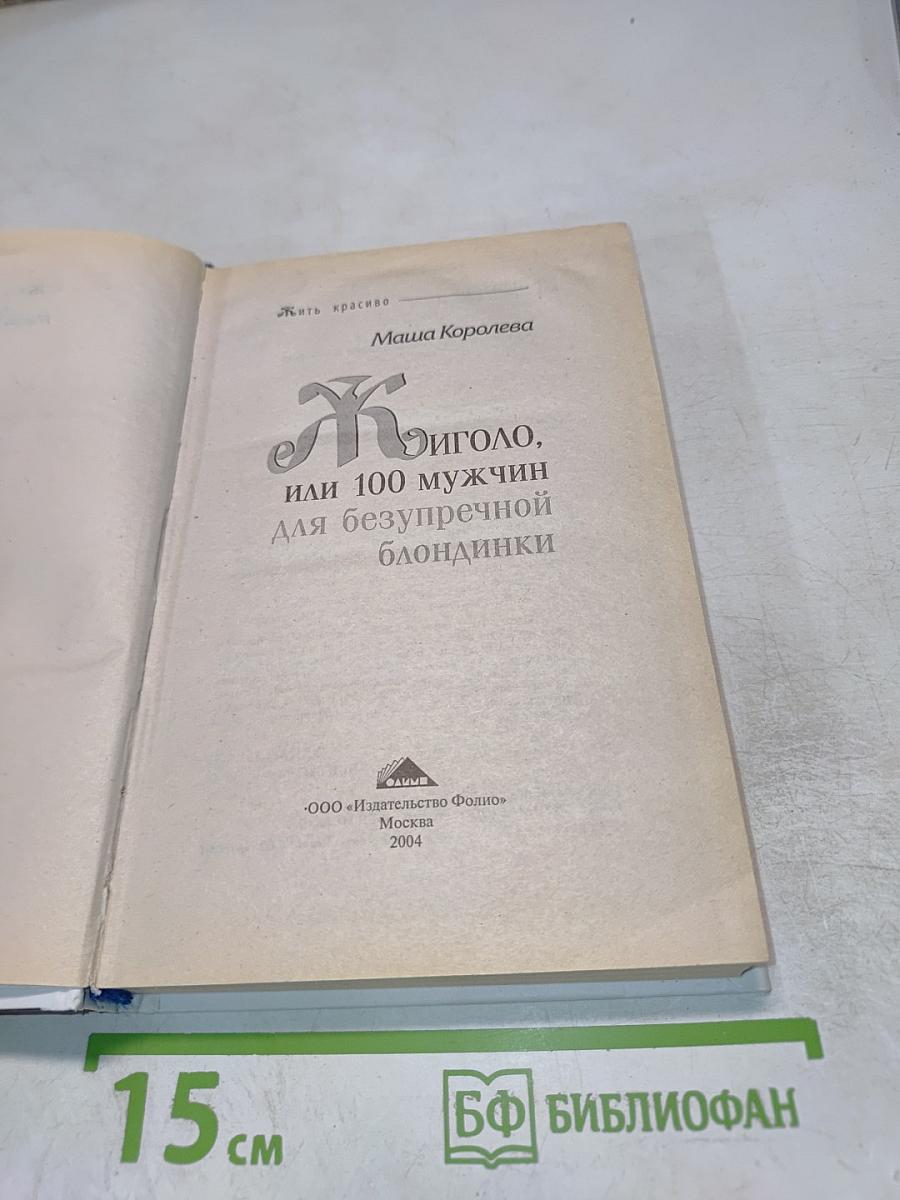 Жить красиво
Маша Королева
Жиголо,
или 100 мужчин
для безупречной
блондинки
ОЛИМП
ООО «Издательство Фолио»
Москва
2004
15 см
БФ БИБЛИОФАН